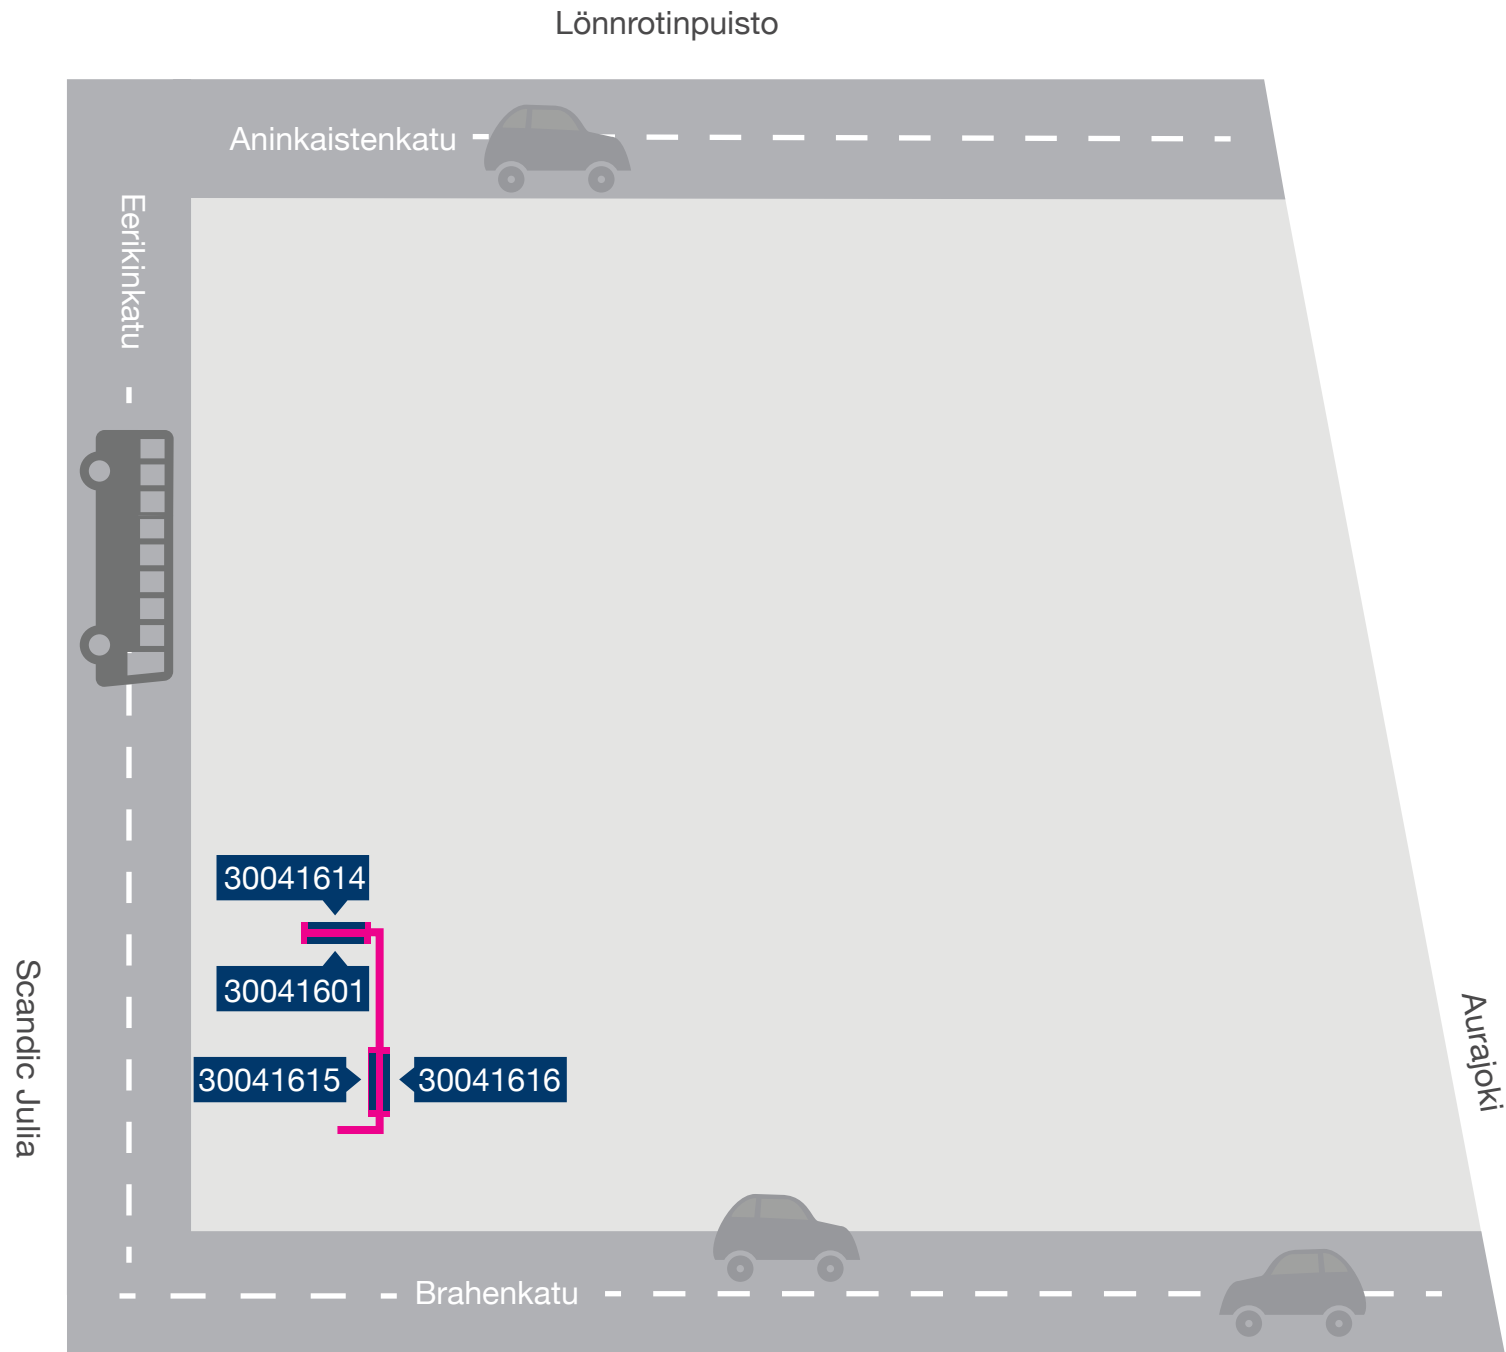 Lönnrotinpuisto
Aninkaistenkatu
Eerikinkatu
30041614
30041601
30041615
30041616
Scandic Julia
Aurajoki
Brahenkatu